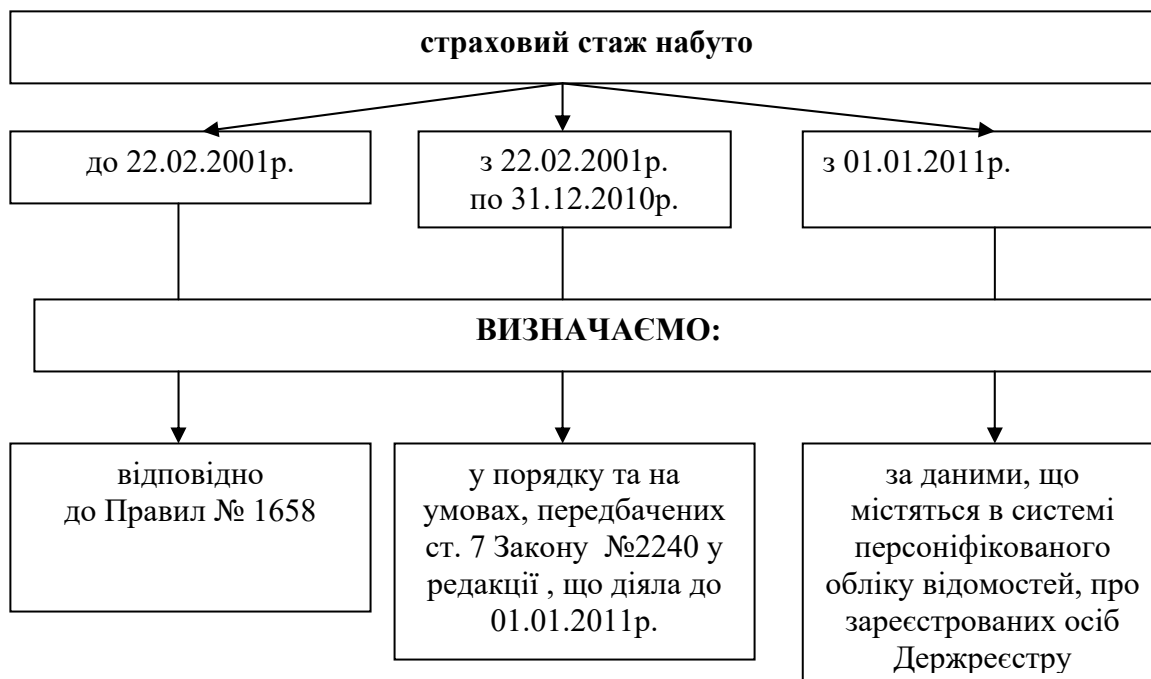 страховий стаж набуто
до 22.02.2001р.
з 22.02.2001р.
по 31.12.2010р.
з 01.01.2011р.
ВИЗНАЧАЄМО:
відповідно
до Правил № 1658
у порядку та на
умовах, передбачених
ст. 7 Закону №2240 у
редакції , що діяла до
01.01.2011р.
за даними, що
містяться в системі
персоніфікованого
обліку відомостей, про
зареєстрованих осіб
Держреєстру